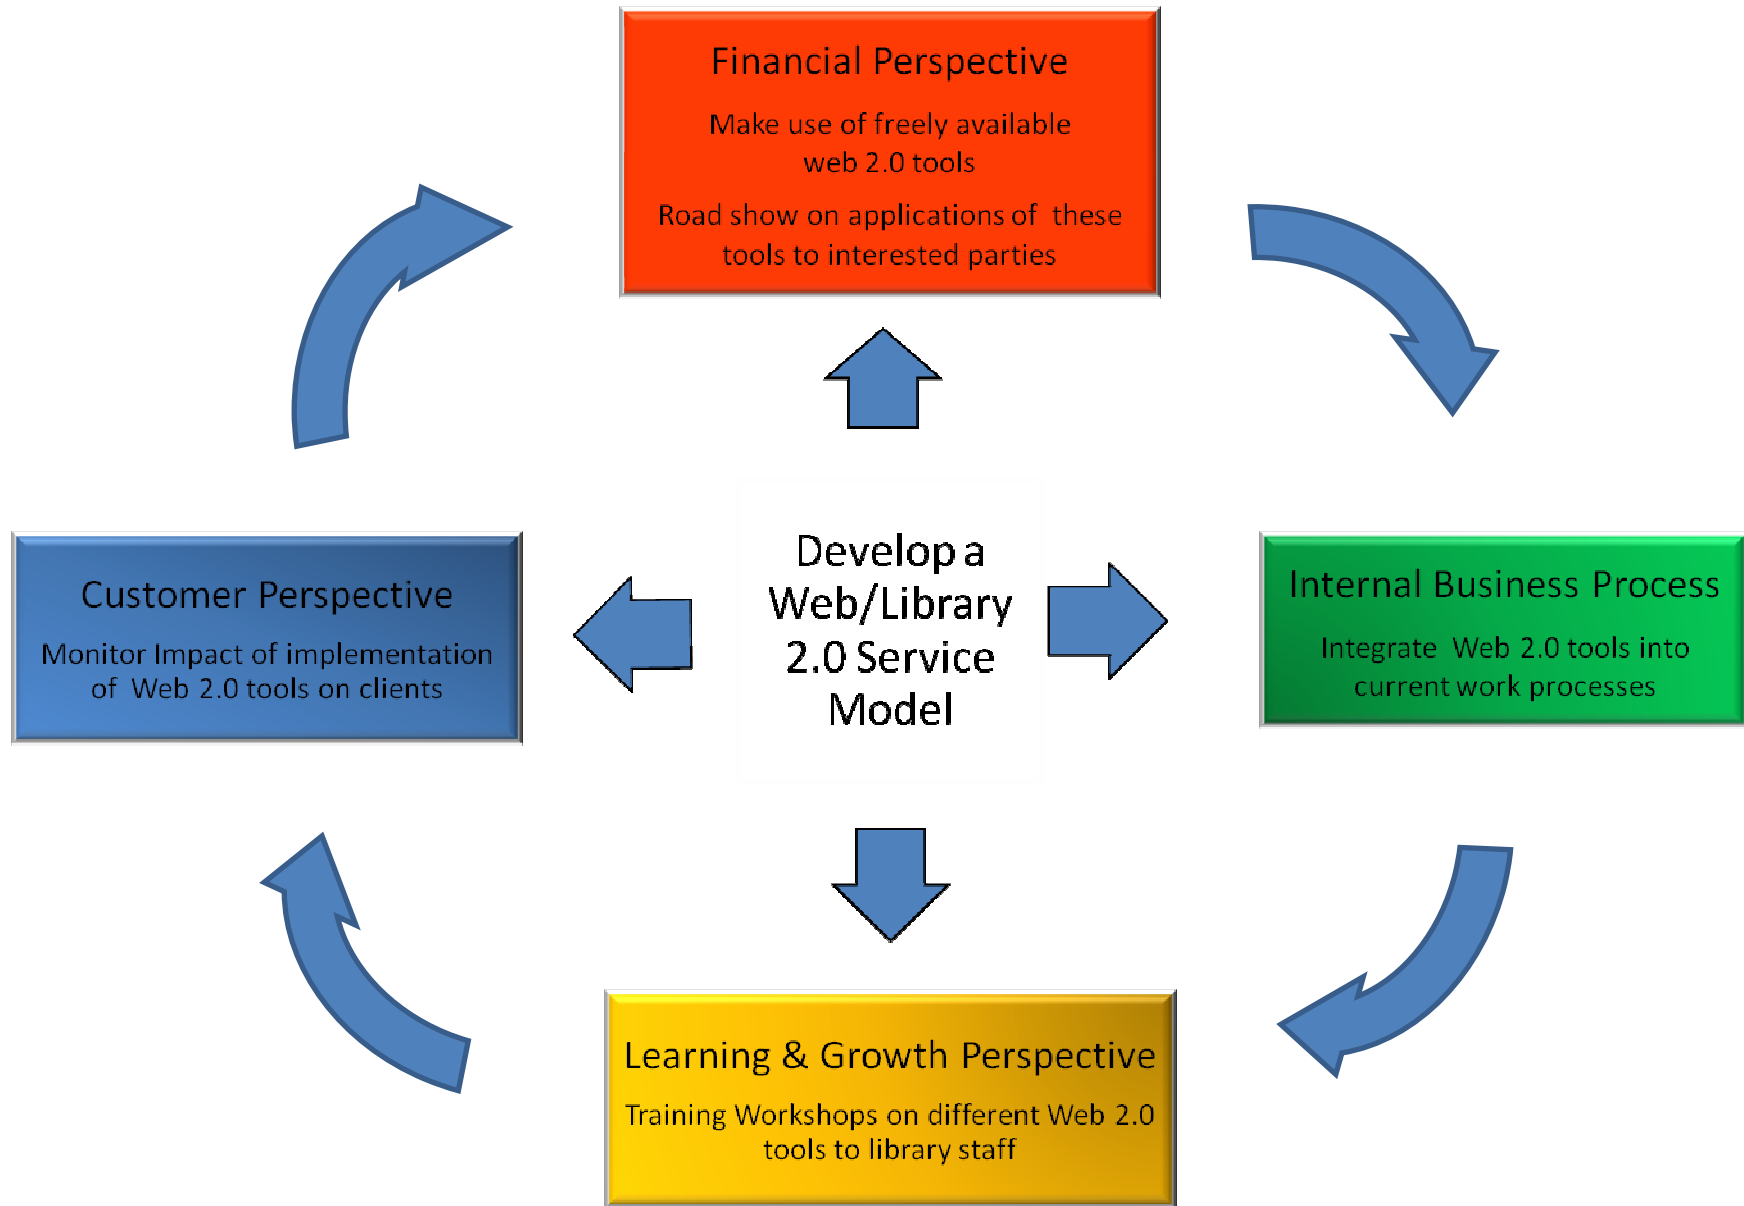 Financial Perspective
Make use of freely available
web 2.0 tools
Road show on applications of these
tools to interested parties
Customer Perspective
Monitor Impact of implementation
of Web 2.0 tools on clients
Develop a
Web/Library
2.0 Service
Model
Internal Business Process
Integrate Web 2.0 tools into
current work processes
Learning & Growth Perspective
Training Workshops on different Web 2.0
tools to library staff